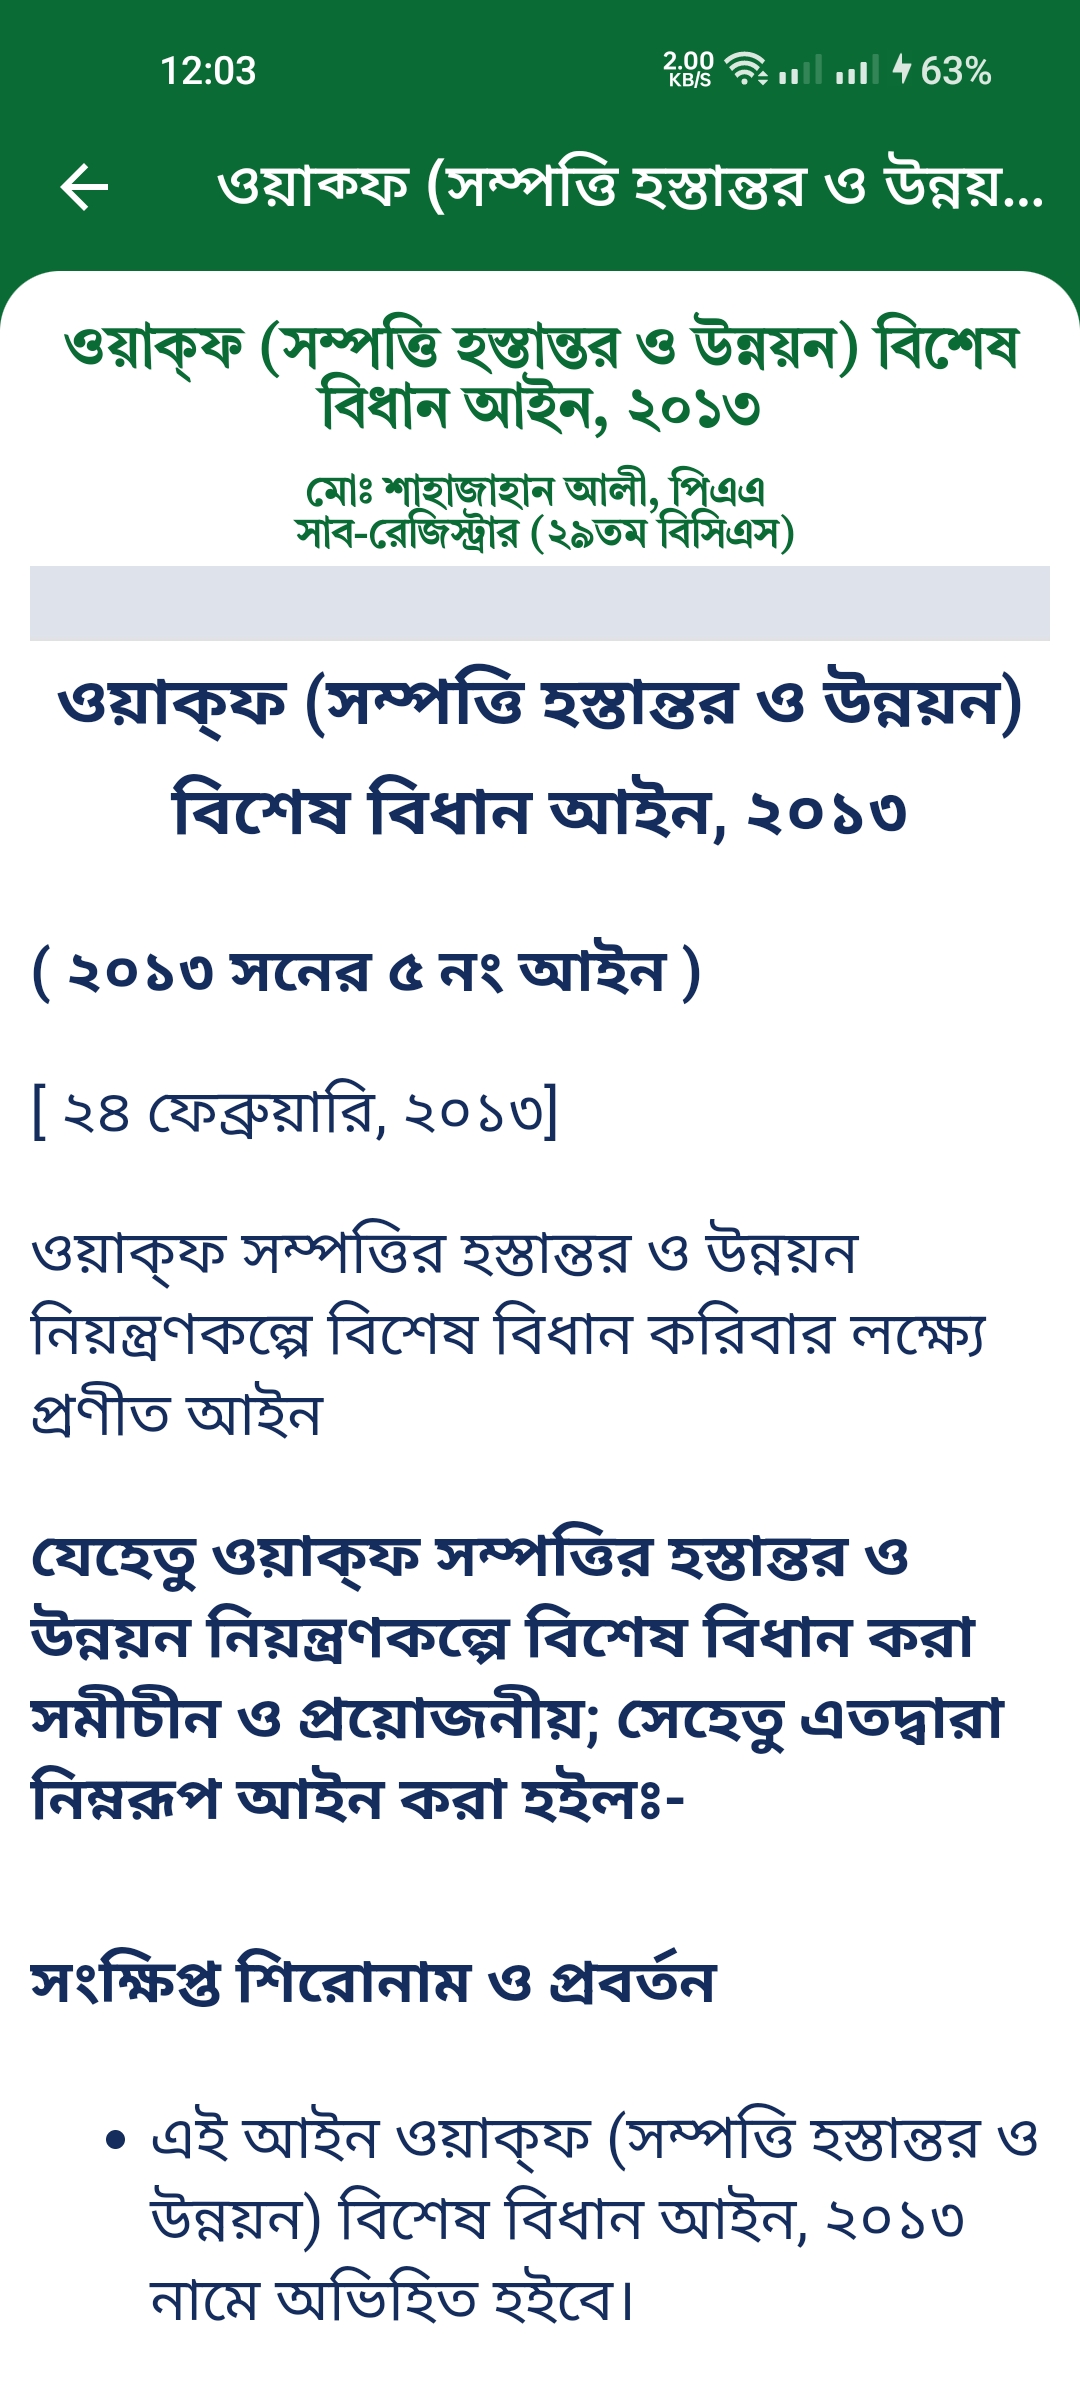 12:03
2.00
KB/S
63%
ওয়াকফ (সম্পত্তি হস্তান্তর ও উন্নয়...
ওয়াক্‌ফ (সম্পত্তি হস্তান্তর ও উন্নয়ন) বিশেষ
বিধান আইন, ২০১৩
মোঃ শাহাজাহান আলী, পিএএ
সাব-রেজিস্ট্রার (২৯তম বিসিএস)
ওয়াক্‌ফ (সম্পত্তি হস্তান্তর ও উন্নয়ন)
বিশেষ বিধান আইন, ২০১৩
( ২০১৩ সনের ৫ নং আইন )
[ ২৪ ফেব্রুয়ারি, ২০১৩]
ওয়াক্‌ফ সম্পত্তির হস্তান্তর ও উন্নয়ন
নিয়ন্ত্রণকল্পে বিশেষ বিধান করিবার লক্ষ্যে
প্রণীত আইন
যেহেতু ওয়াক্‌ফ সম্পত্তির হস্তান্তর ও
উন্নয়ন নিয়ন্ত্রণকল্পে বিশেষ বিধান করা
সমীচীন ও প্রয়োজনীয়; সেহেতু এতদ্বারা
নিম্নরূপ আইন করা হইলঃ-
সংক্ষিপ্ত শিরোনাম ও প্রবর্তন
• এই আইন ওয়াক্‌ফ (সম্পত্তি হস্তান্তর ও
উন্নয়ন) বিশেষ বিধান আইন, ২০১৩
নামে অভিহিত হইবে।